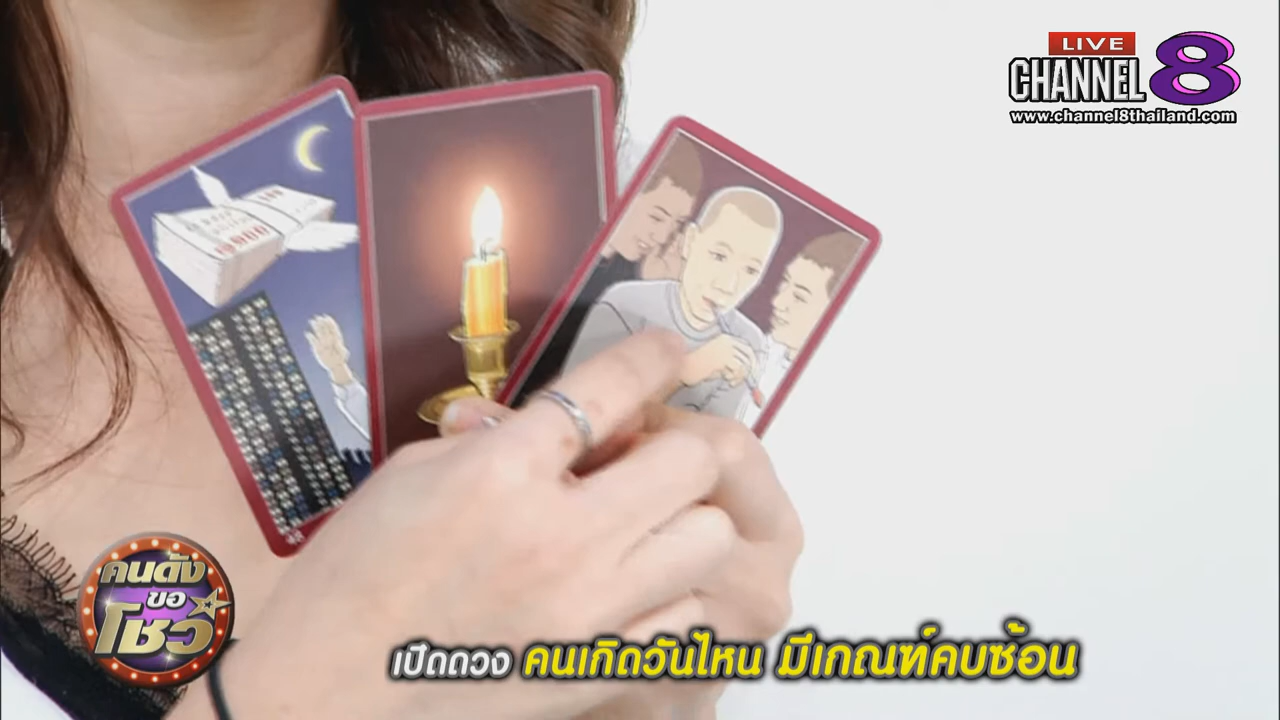 LIVE
CHANNEL 8
www.channel8thailand.com
คนดัง
ขอ
โชว์
เปิดดวง คนเกิดวันไหน มีเกณฑ์คบซ้อน